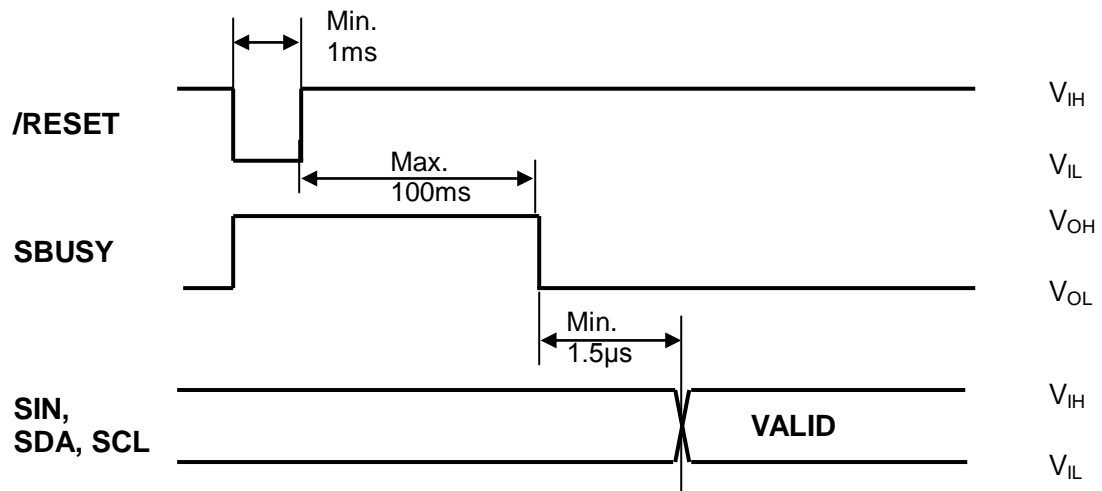 Min.
1ms
/RESET
VIH
VIL
Max.
100ms
SBUSY
VOH
VOL
Min.
1.5µs
SIN,
SDA, SCL
VALID
VIH
VIL